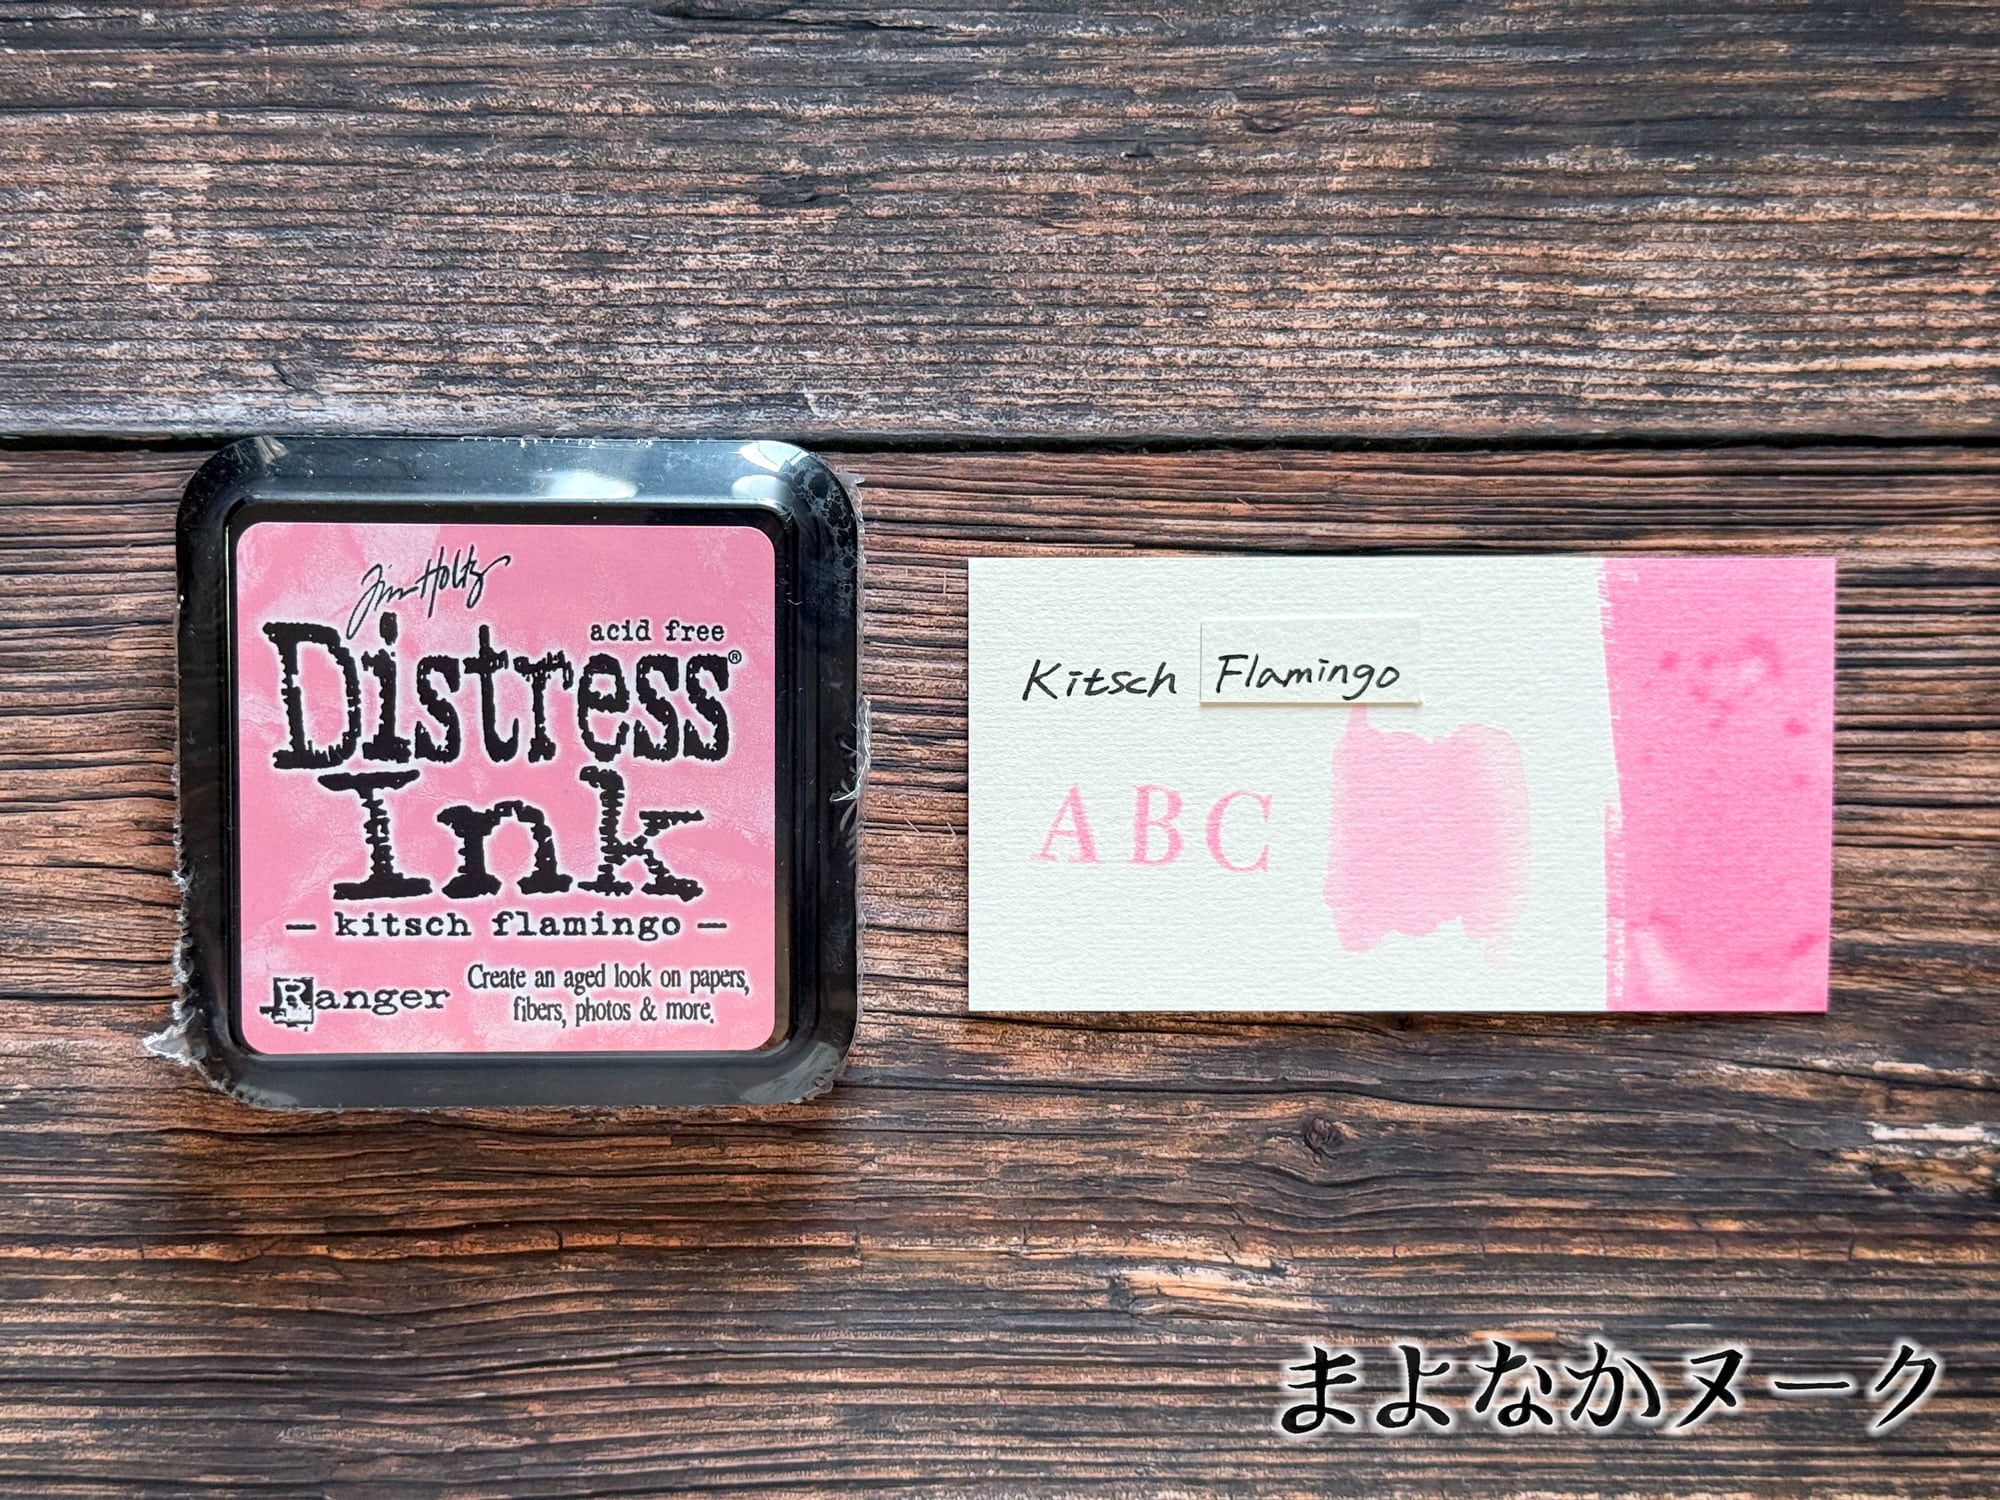 Tim Holtz
acid free
Distress®
Ink
— kitsch flamingo —
Ranger
Create an aged look on papers,
fibers, photos & more.
Kitsch Flamingo
ABC
まよなかヌーク